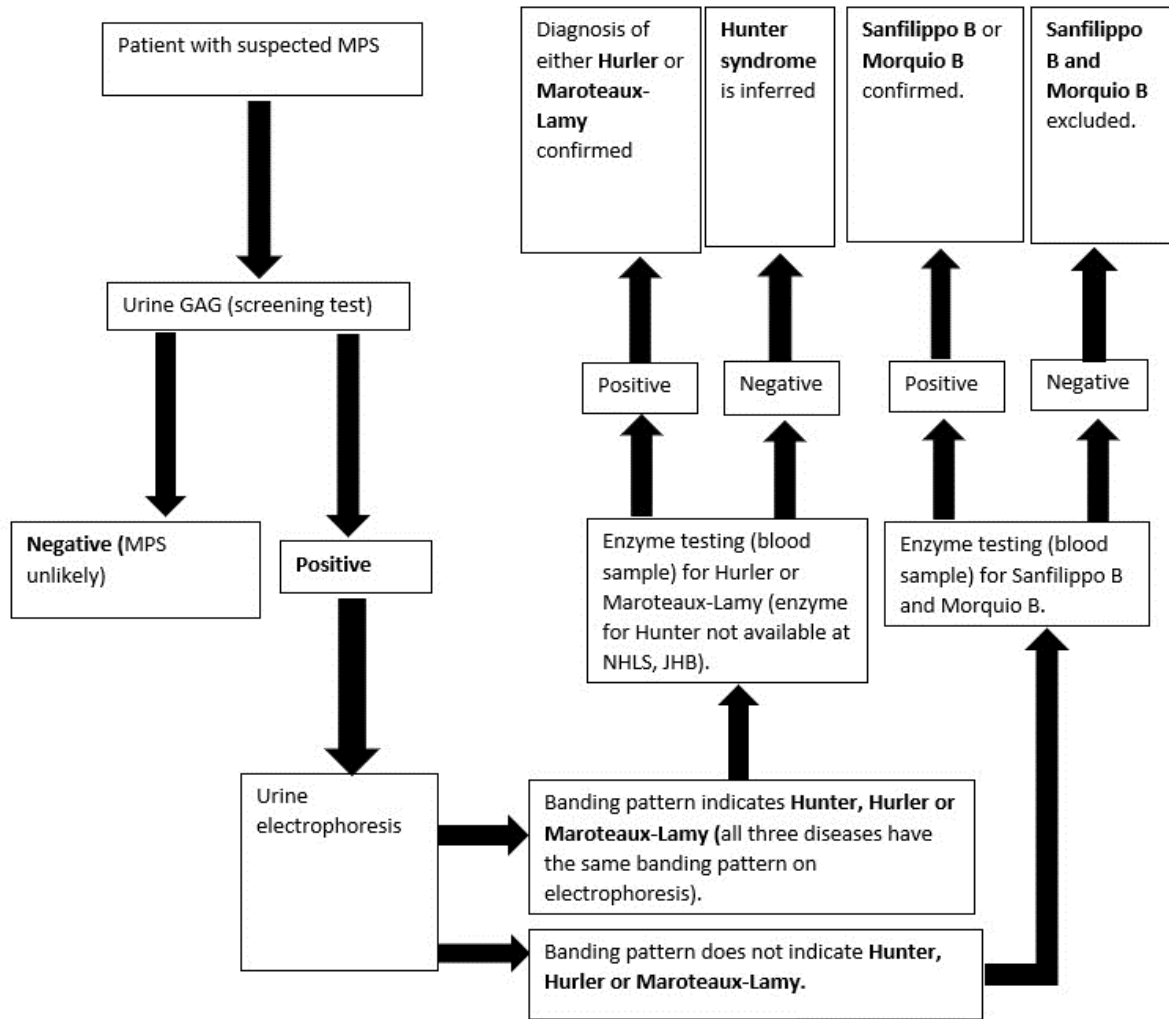 Patient with suspected MPS
Urine GAG (screening test)
Negative (MPS
unlikely)
Positive
Urine
electrophoresis
Banding pattern indicates Hunter, Hurler or
Maroteaux-Lamy (all three diseases have
the same banding pattern on
electrophoresis).
Banding pattern does not indicate Hunter,
Hurler or Maroteaux-Lamy.
Enzyme testing (blood
sample) for Hurler or
Maroteaux-Lamy (enzyme
for Hunter not available at
NHLS, JHB).
Enzyme testing (blood
sample) for Sanfilippo B
and Morquio B.
Positive
Negative
Positive
Negative
Diagnosis of
either Hurler or
Maroteaux-
Lamy
confirmed
Hunter
syndrome
is inferred
Sanfilippo B or
Morquio B
confirmed.
Sanfilippo
B and
Morquio B
excluded.